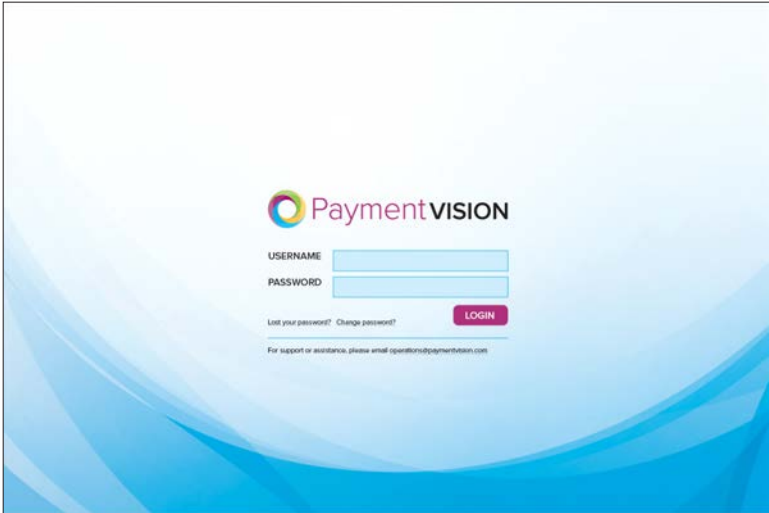 PaymentVISION
USERNAME
PASSWORD
Lost your password? Change password?
LOGIN
For support or assistance, please email operations@paymentvision.com